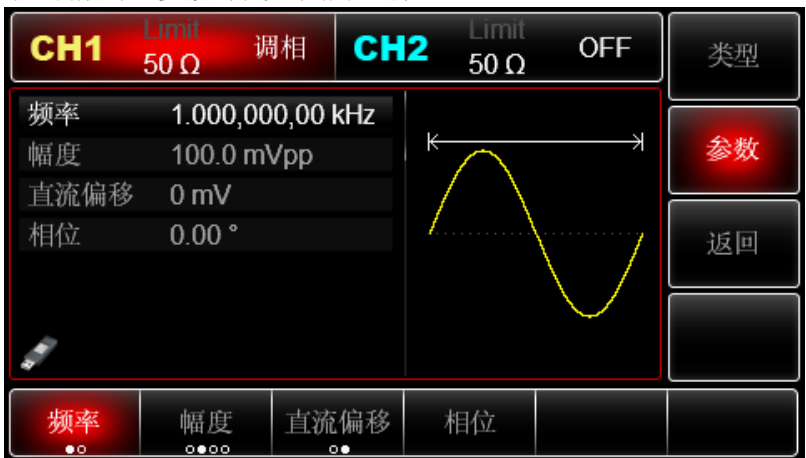 CH1 Limit 50 Ω 调相 CH2 Limit 50 Ω OFF
类型
频率 1.000,000,00 kHz
幅度 100.0 mVpp
参数
直流偏移 0 mV
相位 0.00 °
返回
频率 幅度 直流偏移 相位